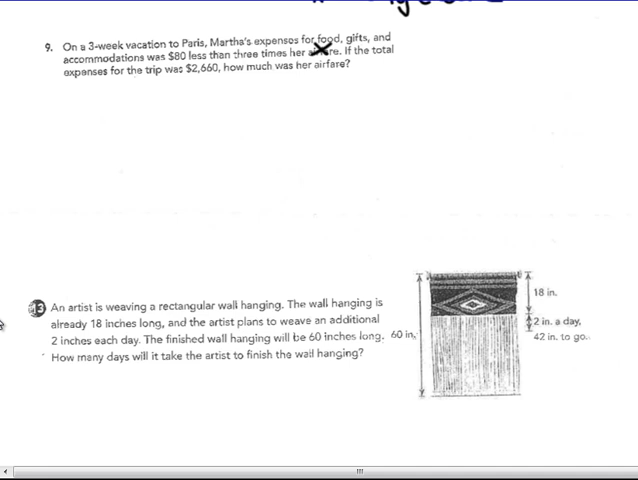 9. On a 3-week vacation to Paris, Martha's expenses for food, gifts, and
accommodations was $80 less than three times her airfare. If the total
expenses for the trip was $2,660, how much was her airfare?
13 An artist is weaving a rectangular wall hanging. The wall hanging is
already 18 inches long, and the artist plans to weave an additional
2 inches each day. The finished wall hanging will be 60 inches long.
How many days will it take the artist to finish the wall hanging?
60 in.
18 in.
2 in. a day,
42 in. to go.